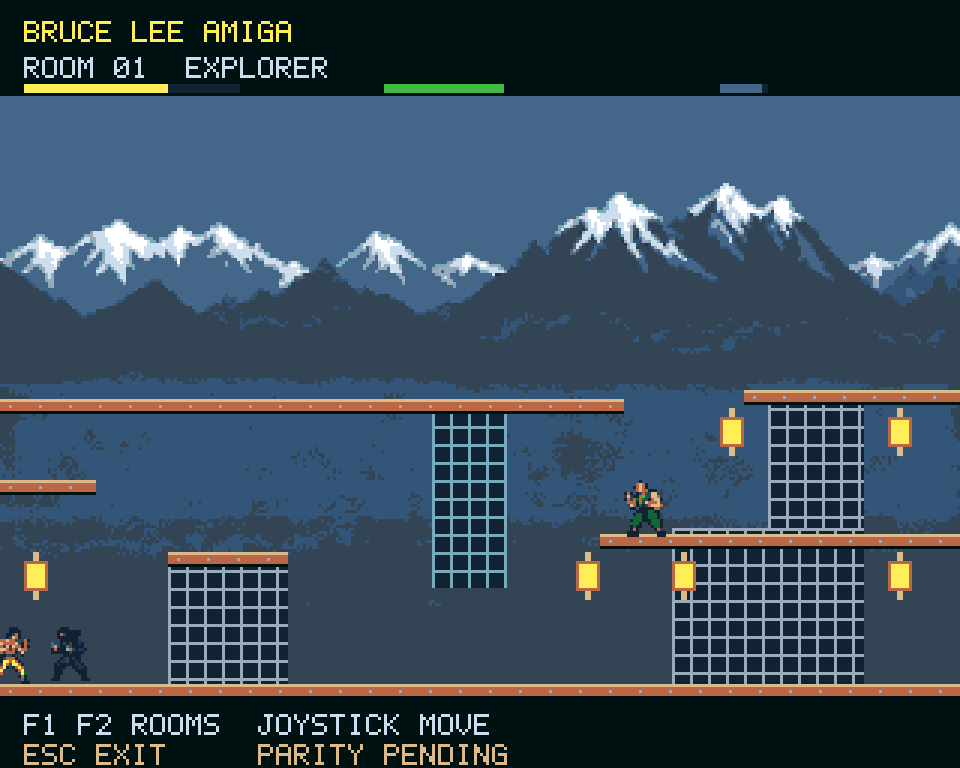 BRUCE LEE AMIGA
ROOM 01 EXPLORER
F1 F2 ROOMS JOYSTICK MOVE
ESC EXIT PARITY PENDING